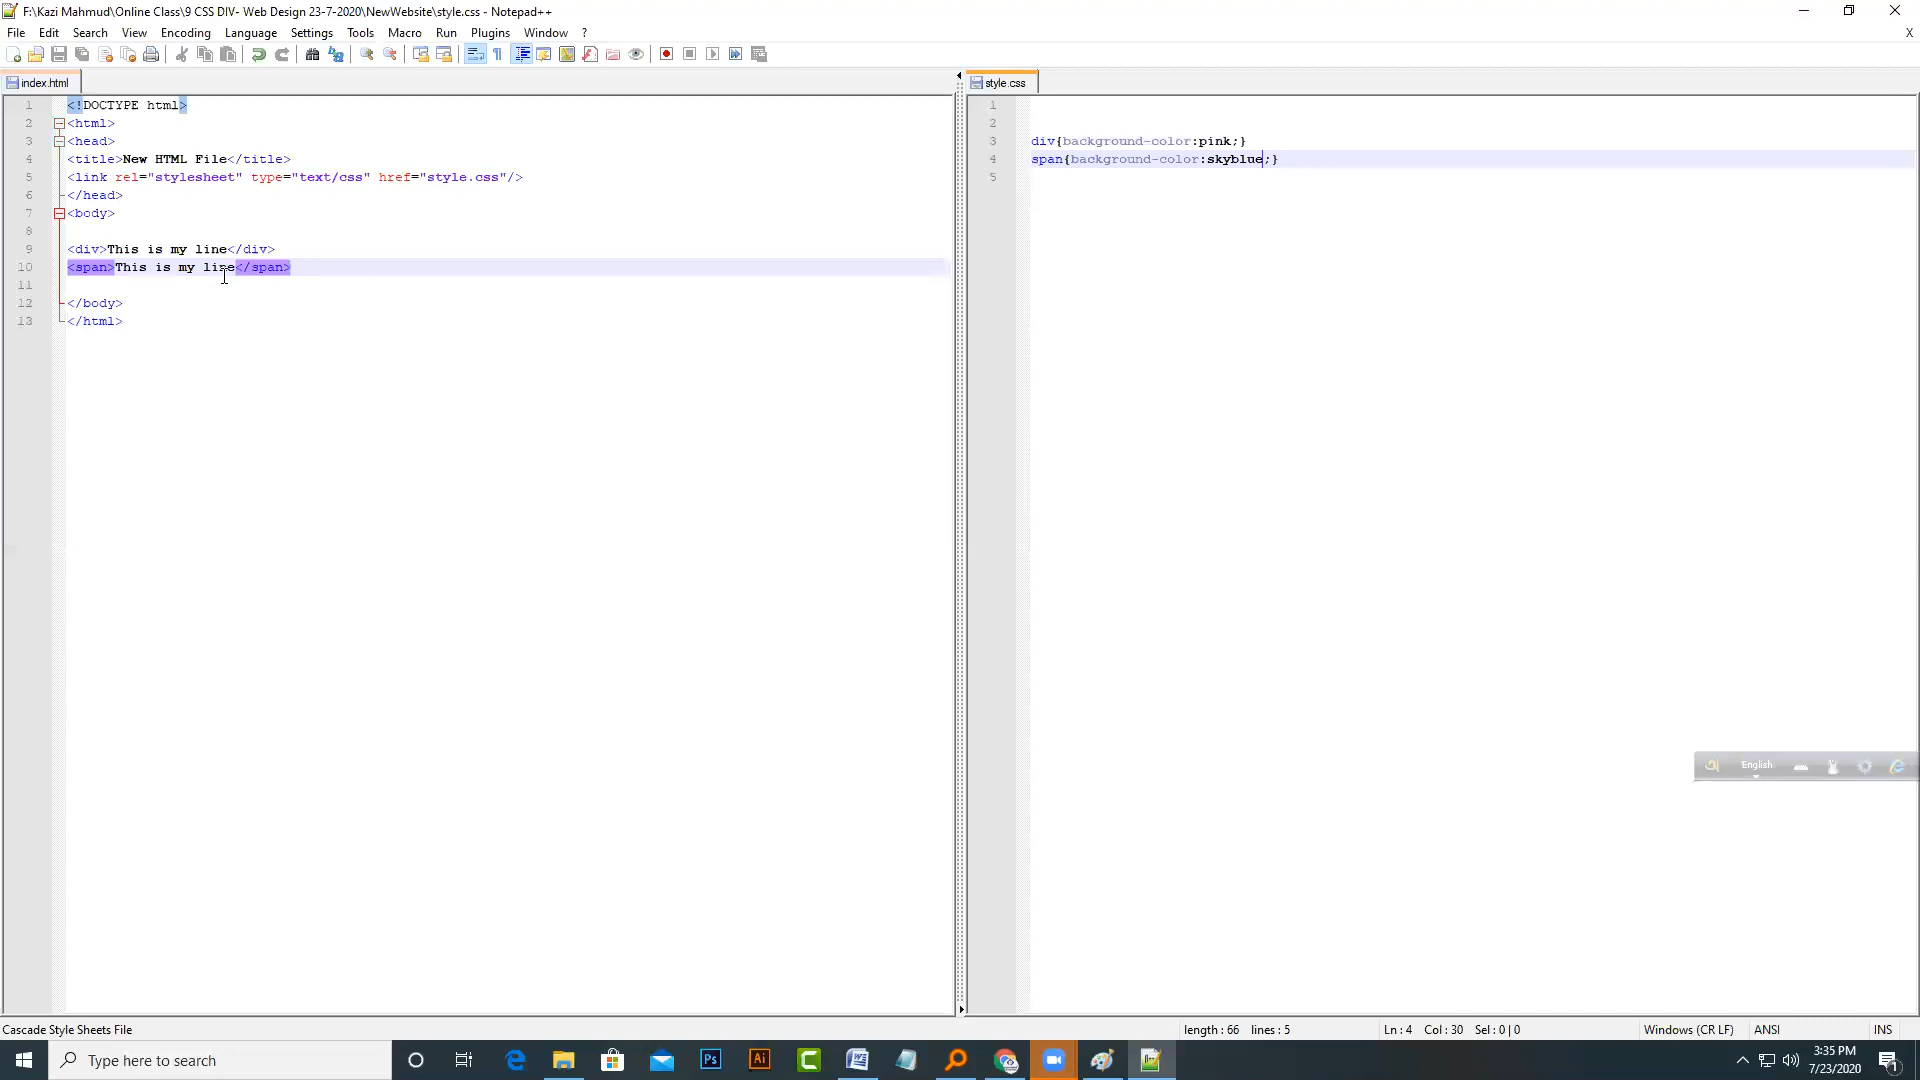 F:\Kazi Mahmud\Online Class\9 CSS DIV- Web Design 23-7-2020\NewWebsite\style.css - Notepad++
File Edit Search View Encoding Language Settings Tools Macro Run Plugins Window ? X
index.html
1 <!DOCTYPE html>
2 <html>
3 <head>
4 <title>New HTML File</title>
5 <link rel="stylesheet" type="text/css" href="style.css"/>
6 </head>
7 <body>
8
9 <div>This is my line</div>
10 <span>This is my line</span>
11
12 </body>
13 </html>
style.css
1
2
3 div{background-color:pink;}
4 span{background-color:skyblue;}
5
অ English
Cascade Style Sheets File length : 66 lines : 5 Ln : 4 Col : 30 Sel : 0 | 0 Windows (CR LF) ANSI INS
Type here to search
Ps
Ai
3:35 PM
7/23/2020
1